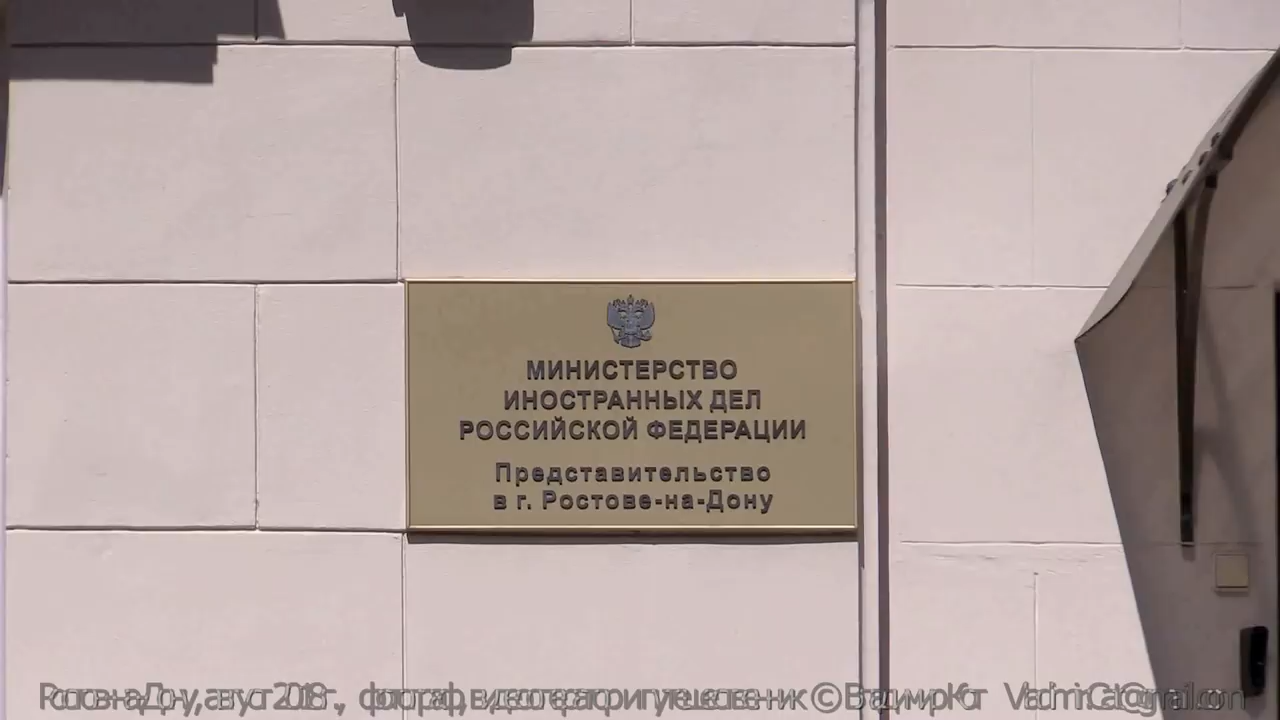 МИНИСТЕРСТВО
ИНОСТРАННЫХ ДЕЛ
РОССИЙСКОЙ ФЕДЕРАЦИИ
Представительство
в г. Ростове-на-Дону